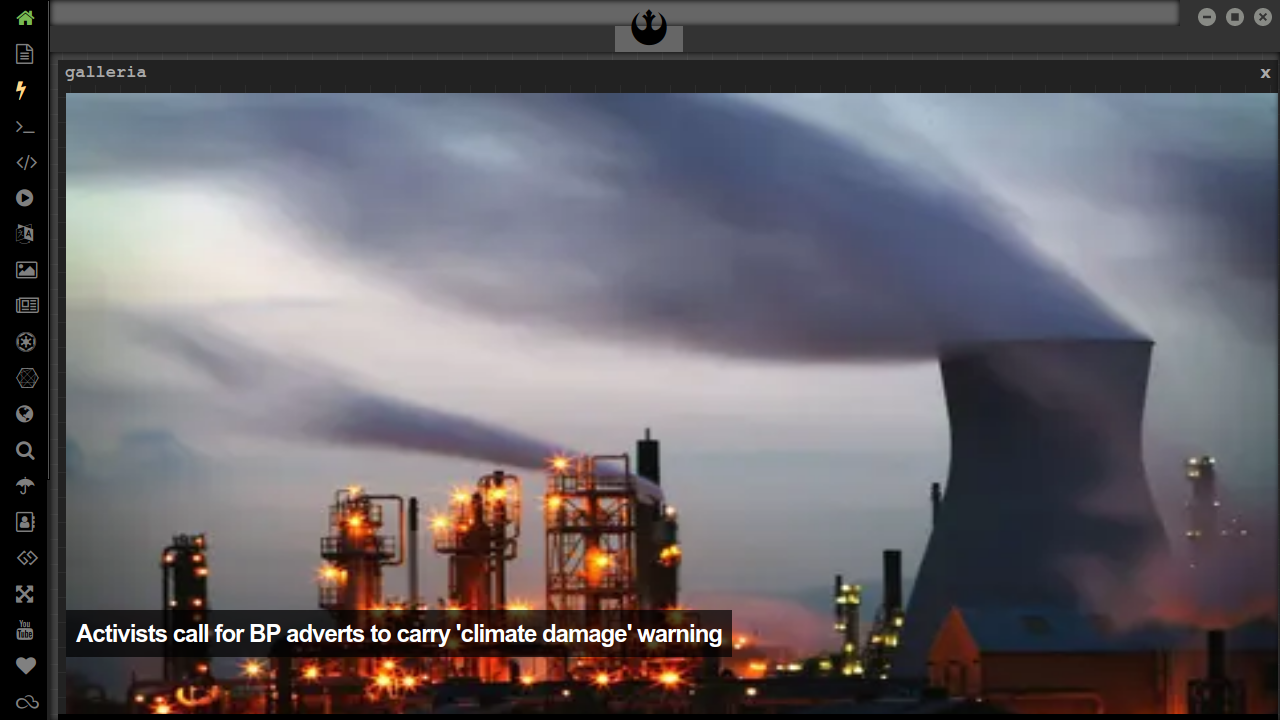 galleria
x
Activists call for BP adverts to carry 'climate damage' warning
You
Tube